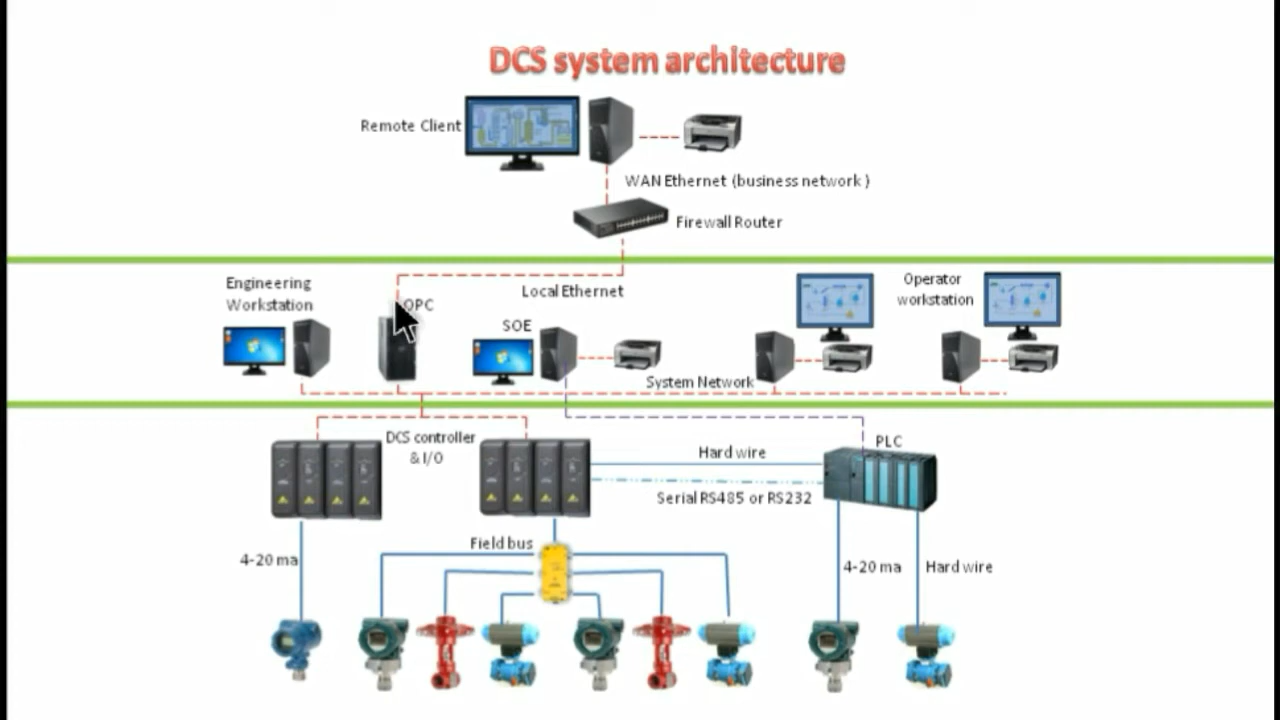 DCS system architecture
Remote Client
WAN Ethernet (business network )
Firewall Router
Engineering
Workstation
OPC
Local Ethernet
SOE
Operator
workstation
System Network
DCS controller
& I/O
Hard wire
PLC
Serial RS485 or RS232
4-20 ma
Field bus
4-20 ma
Hard wire